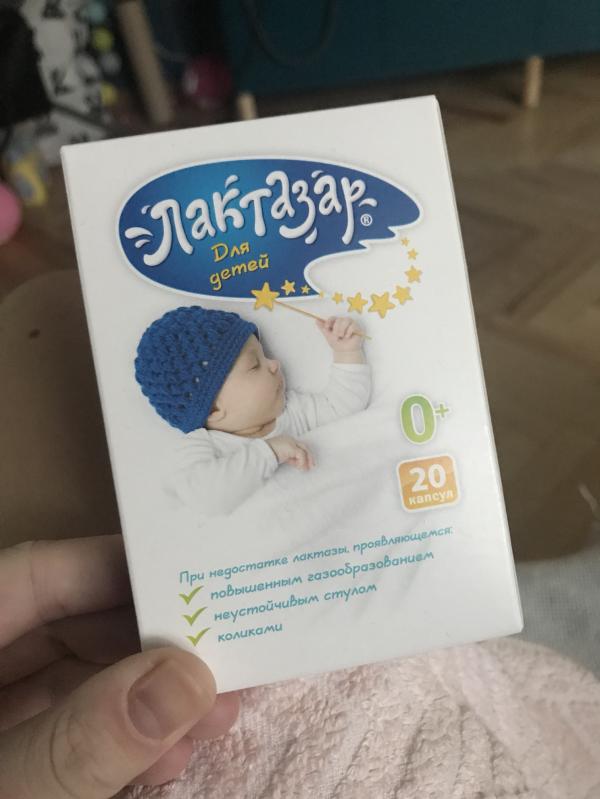 Лактазар®
Для
детей
0+
20
капсул
При недостатке лактазы, проявляющемся:
повышенным газообразованием
неустойчивым стулом
коликами